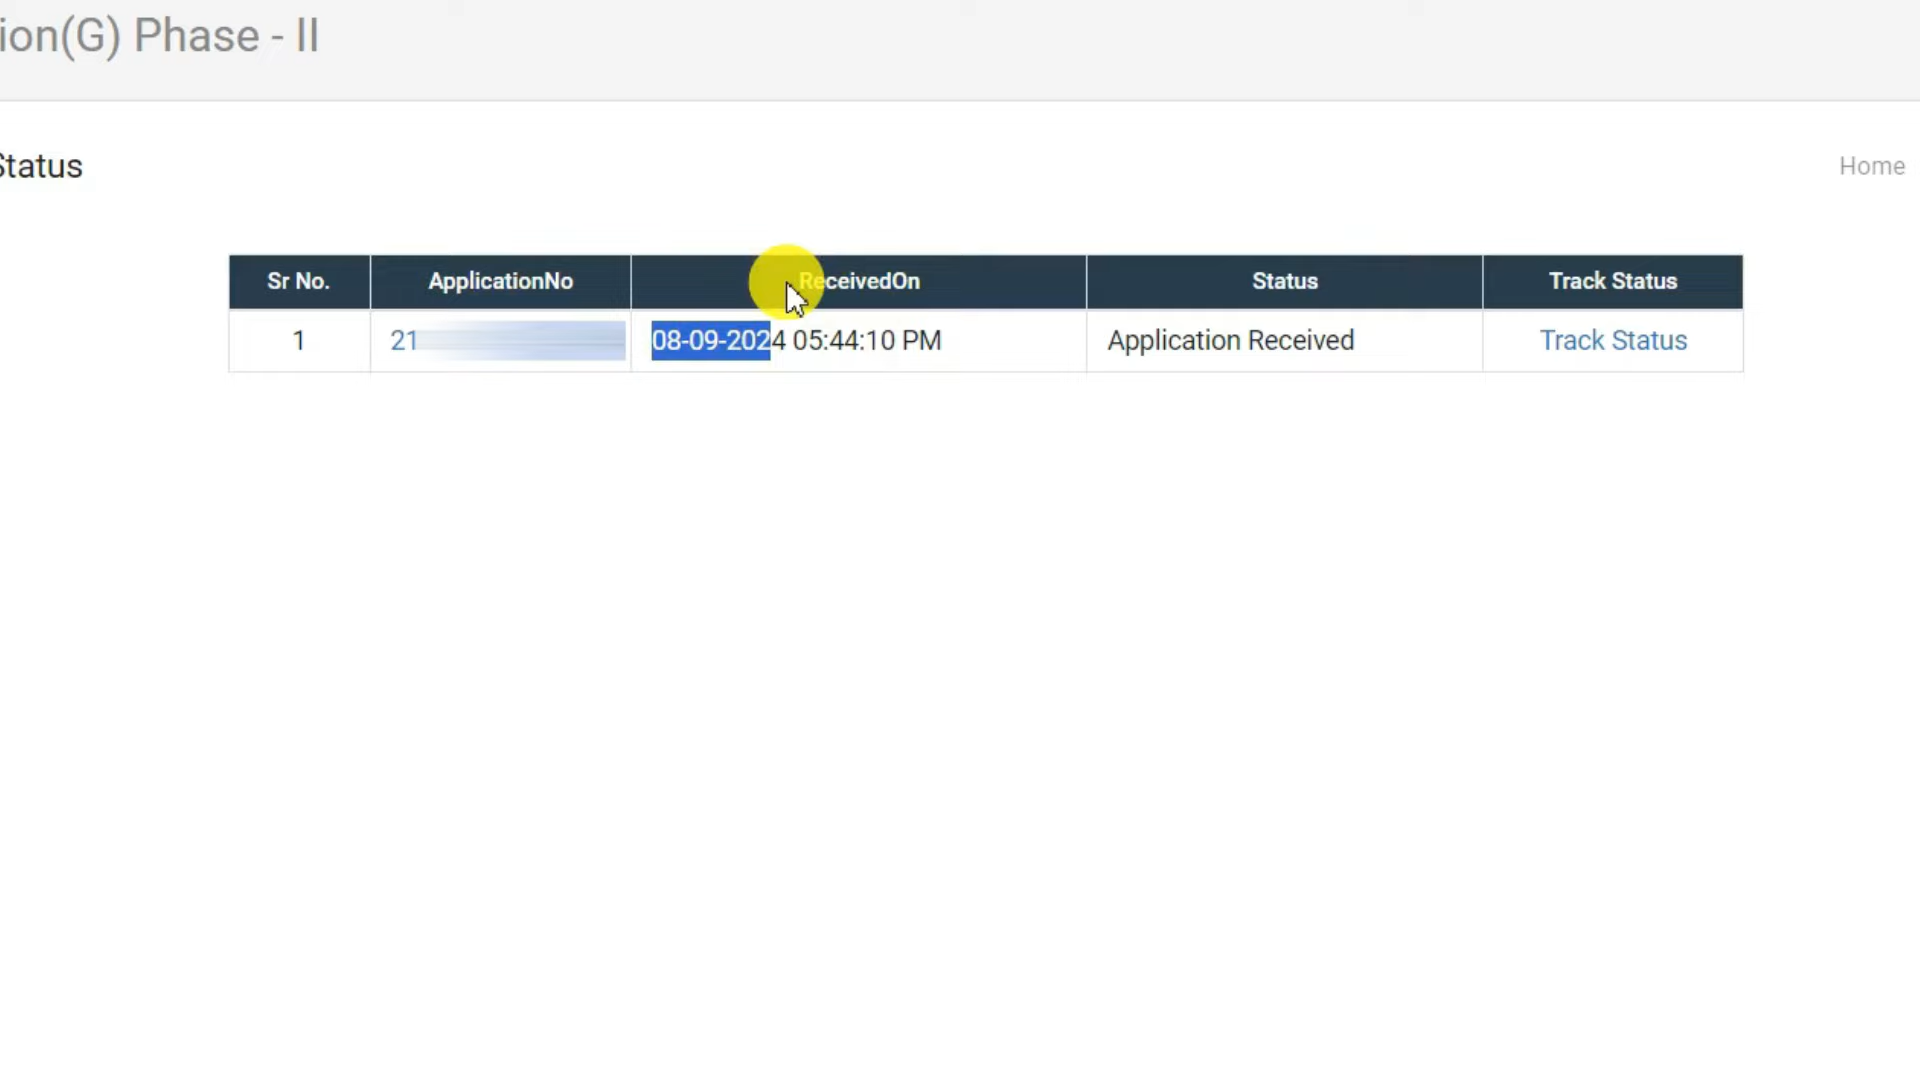 ion(G) Phase - II
Status
Home
Sr No. ApplicationNo ReceivedOn Status Track Status
1 21 08-09-2024 05:44:10 PM Application Received Track Status